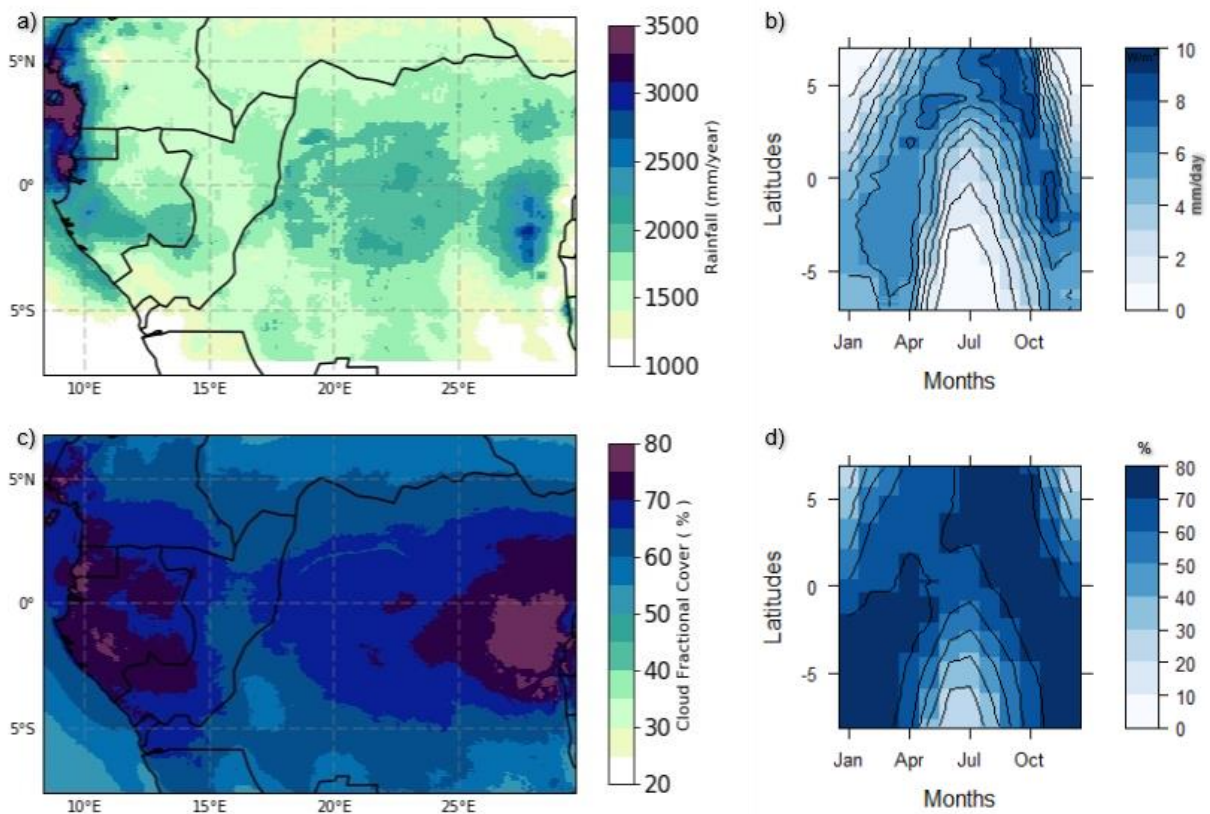 a)
5°N
0°
5°S
10°E
15°E
20°E
25°E
3500
3000
2500
2000
1500
1000
Rainfall (mm/year)
b)
5
0
-5
Latitudes
Jan
Apr
Jul
Oct
Months
10
8
6
4
2
0
mm/day
c)
5°N
0°
5°S
10°E
15°E
20°E
25°E
80
70
60
50
40
30
20
Cloud Fractional Cover ( % )
d)
5
0
-5
Latitudes
Jan
Apr
Jul
Oct
Months
%
80
70
60
50
40
30
20
10
0